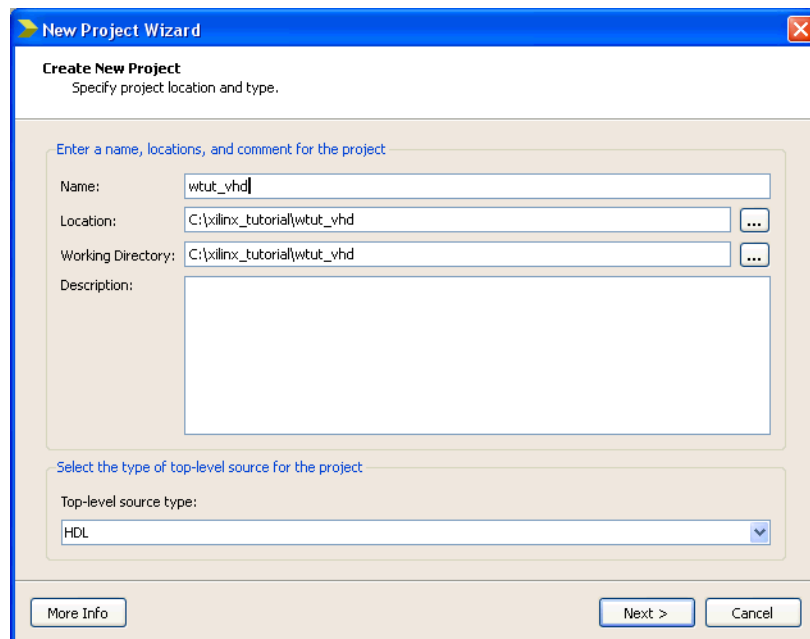 New Project Wizard
Create New Project
Specify project location and type.
Enter a name, locations, and comment for the project
Name: wtut_vhd
Location: C:\xilinx_tutorial\wtut_vhd ...
Working Directory: C:\xilinx_tutorial\wtut_vhd ...
Description:
Select the type of top-level source for the project
Top-level source type:
HDL
More Info Next > Cancel